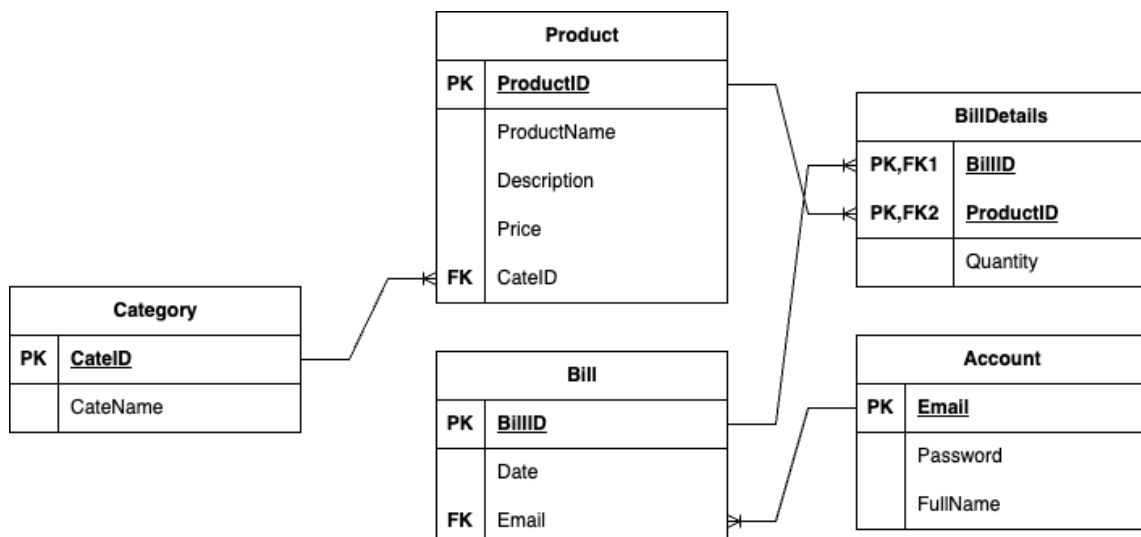 Product
PK ProductID
ProductName
Description
Price
FK CateID
BillDetails
PK,FK1 BillID
PK,FK2 ProductID
Quantity
Category
PK CateID
CateName
Bill
PK BillID
Date
FK Email
Account
PK Email
Password
FullName